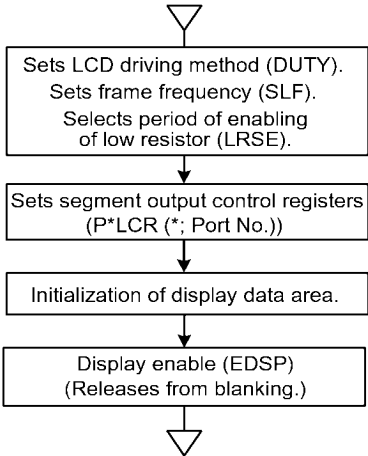 Sets LCD driving method (DUTY).
Sets frame frequency (SLF).
Selects period of enabling
of low resistor (LRSE).
Sets segment output control registers
(P*LCR (*; Port No.))
Initialization of display data area.
Display enable (EDSP)
(Releases from blanking.)